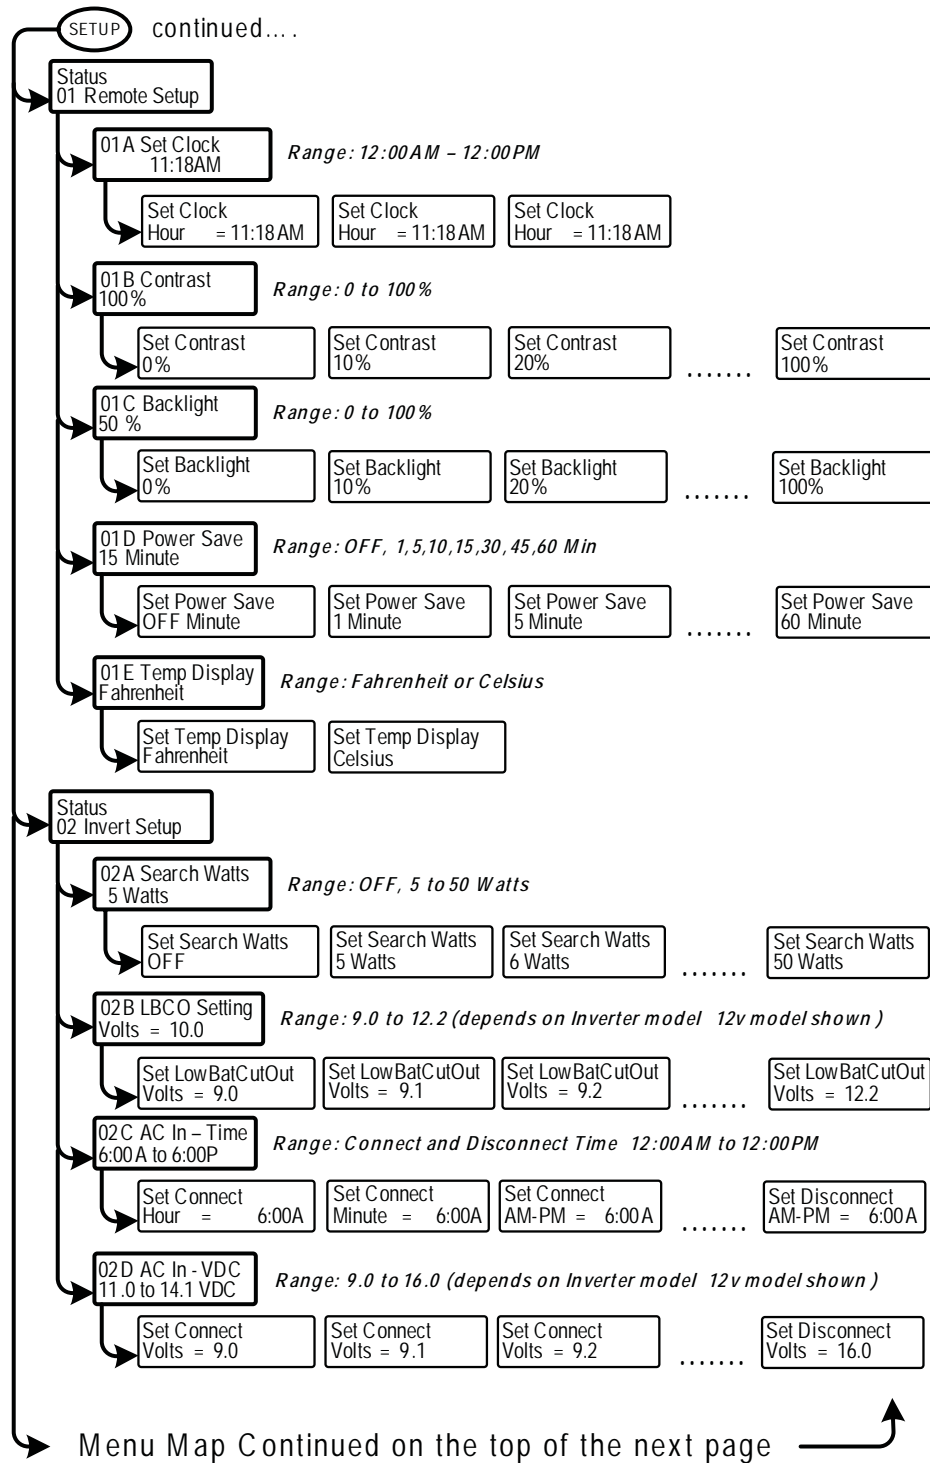 SETUP continued....
Status
01 Remote Setup
01A Set Clock
11:18AM
Range: 12:00AM – 12:00PM
Set Clock
Hour = 11:18AM
Set Clock
Hour = 11:18AM
Set Clock
Hour = 11:18AM
01B Contrast
100%
Range: 0 to 100%
Set Contrast
0%
Set Contrast
10%
Set Contrast
20%
.......
Set Contrast
100%
01C Backlight
50 %
Range: 0 to 100%
Set Backlight
0%
Set Backlight
10%
Set Backlight
20%
.......
Set Backlight
100%
01D Power Save
15 Minute
Range: OFF, 1,5,10,15,30,45,60 Min
Set Power Save
OFF Minute
Set Power Save
1 Minute
Set Power Save
5 Minute
.......
Set Power Save
60 Minute
01E Temp Display
Fahrenheit
Range: Fahrenheit or Celsius
Set Temp Display
Fahrenheit
Set Temp Display
Celsius
Status
02 Invert Setup
02A Search Watts
5 Watts
Range: OFF, 5 to 50 Watts
Set Search Watts
OFF
Set Search Watts
5 Watts
Set Search Watts
6 Watts
.......
Set Search Watts
50 Watts
02B LBCO Setting
Volts = 10.0
Range: 9.0 to 12.2 (depends on Inverter model 12v model shown )
Set LowBatCutOut
Volts = 9.0
Set LowBatCutOut
Volts = 9.1
Set LowBatCutOut
Volts = 9.2
.......
Set LowBatCutOut
Volts = 12.2
02C AC In – Time
6:00A to 6:00P
Range: Connect and Disconnect Time 12:00AM to 12:00PM
Set Connect
Hour = 6:00A
Set Connect
Minute = 6:00A
Set Connect
AM-PM = 6:00A
.......
Set Disconnect
AM-PM = 6:00A
02D AC In - VDC
11.0 to 14.1 VDC
Range: 9.0 to 16.0 (depends on Inverter model 12v model shown )
Set Connect
Volts = 9.0
Set Connect
Volts = 9.1
Set Connect
Volts = 9.2
.......
Set Disconnect
Volts = 16.0
Menu Map Continued on the top of the next page